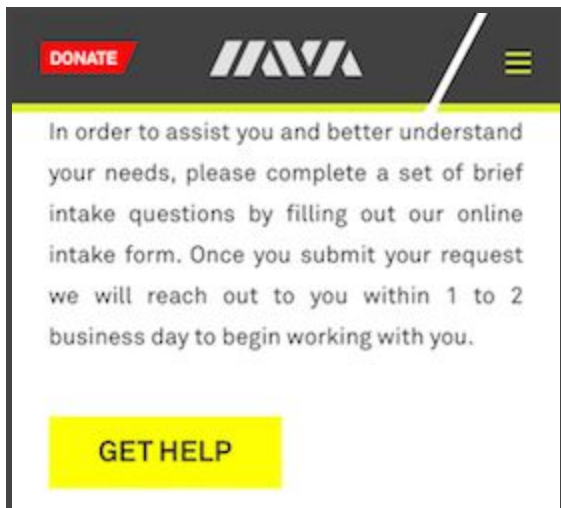 DONATE
In order to assist you and better understand
your needs, please complete a set of brief
intake questions by filling out our online
intake form. Once you submit your request
we will reach out to you within 1 to 2
business day to begin working with you.
GET HELP